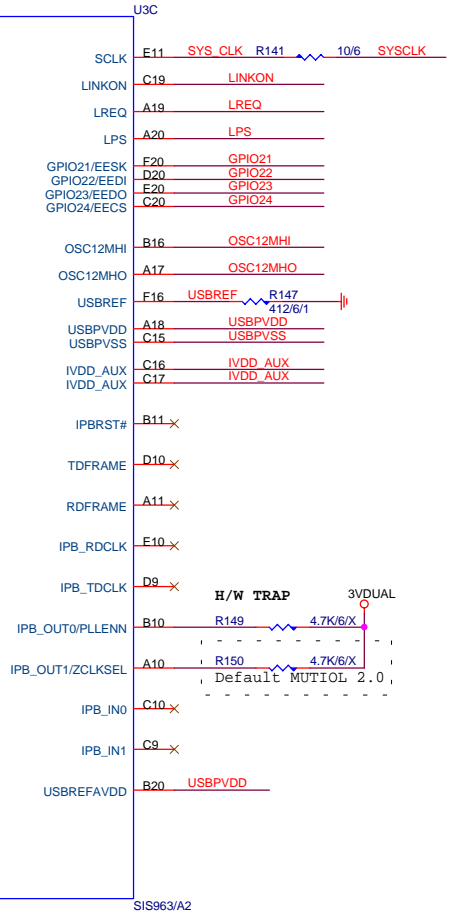 U3C
SCLK E11 SYS_CLK R141 10/6 SYSCLK
LINKON C19 LINKON
LREQ A19 LREQ
LPS A20 LPS
GPIO21/EESK F20 GPIO21
GPIO22/EEDI D20 GPIO22
GPIO23/EEDO E20 GPIO23
GPIO24/EECS C20 GPIO24
OSC12MHI B16 OSC12MHI
OSC12MHO A17 OSC12MHO
USBREF F16 USBREF R147
412/6/1
USBPVDD A18 USBPVDD
USBPVSS C15 USBPVSS
IVDD_AUX C16 IVDD_AUX
IVDD_AUX C17 IVDD_AUX
IPBRST# B11
TDFRAME D10
RDFRAME A11
IPB_RDCLK E10
IPB_TDCLK D9
H/W TRAP 3VDUAL
IPB_OUT0/PLLENN B10 R149 4.7K/6/X
IPB_OUT1/ZCLKSEL A10 R150 4.7K/6/X
Default MUTIOL 2.0
IPB_IN0 C10
IPB_IN1 C9
USBREFAVDD B20 USBPVDD
SIS963/A2